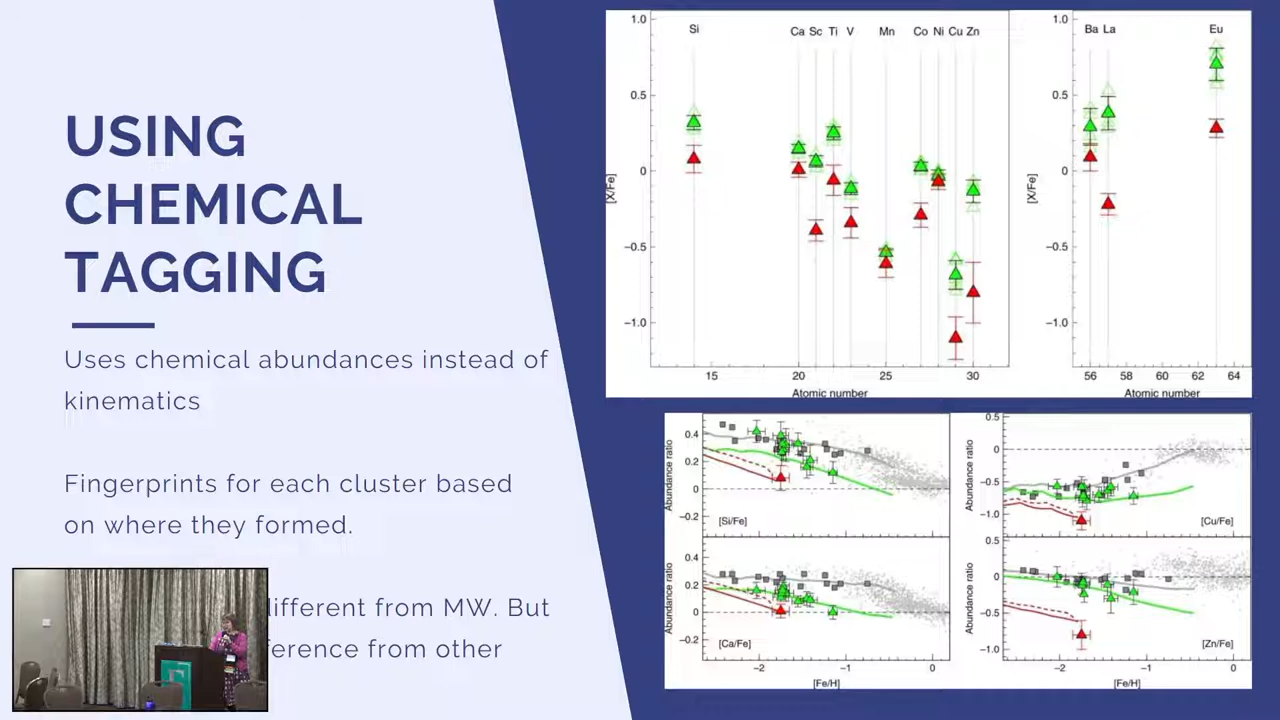 USING
CHEMICAL
TAGGING
Uses chemical abundances instead of
kinematics
Fingerprints for each cluster based
on where they formed.
different from MW. But
ference from other
Si Ca Sc Ti V Mn Co Ni Cu Zn
1.0
0.5
0
−0.5
−1.0
[X/Fe]
15 20 25 30
Atomic number
Ba La Eu
1.0
0.5
0
−0.5
−1.0
[X/Fe]
56 58 60 62 64
Atomic number
0.4
0.2
0
−0.2
Abundance ratio
[Si/Fe]
0.5
0
−0.5
−1.0
Abundance ratio
[Cu/Fe]
0.4
0.2
0
−0.2
Abundance ratio
[Ca/Fe]
−2 −1 0
[Fe/H]
0.5
0
−0.5
−1.0
Abundance ratio
[Zn/Fe]
−2 −1 0
[Fe/H]